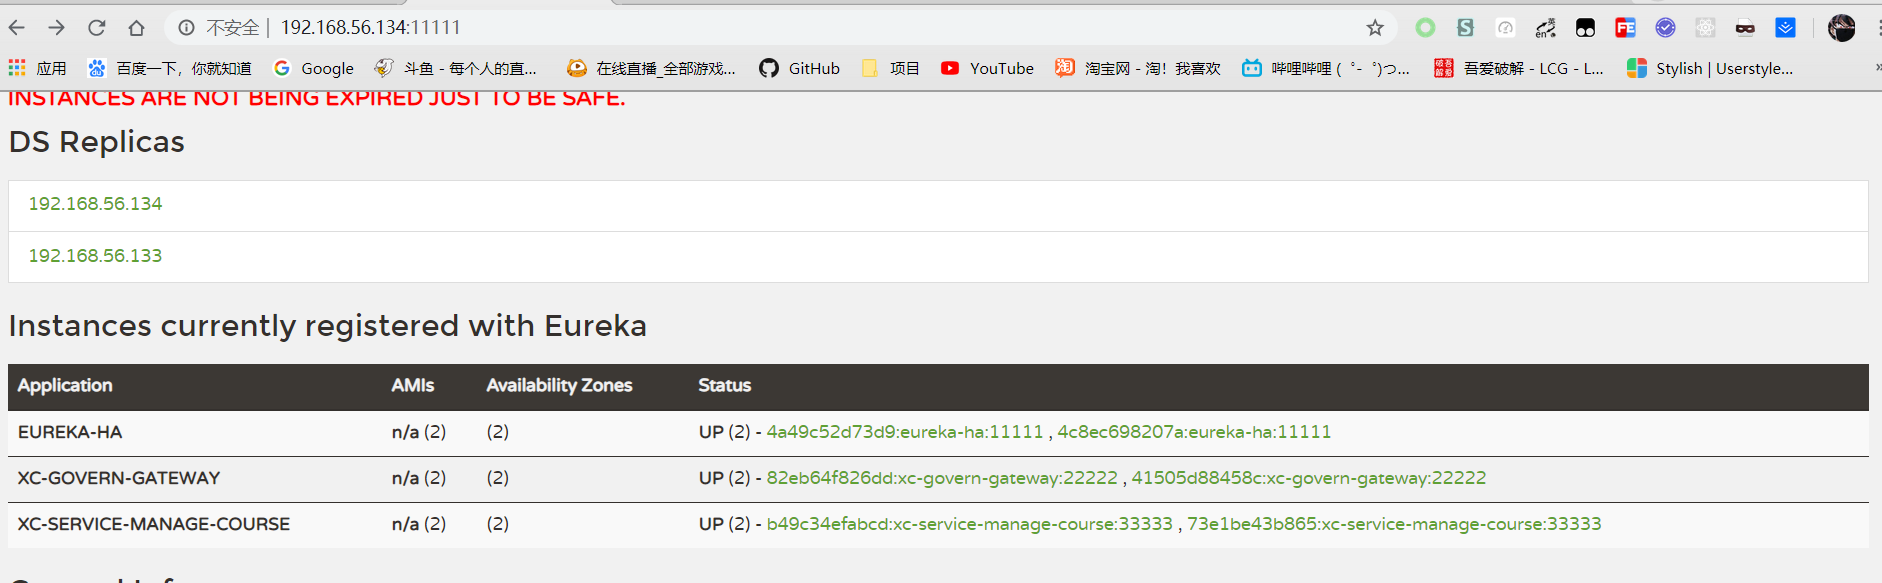 不安全 | 192.168.56.134:11111
应用 百度一下，你就知道 Google 斗鱼 - 每个人的直... 在线直播_全部游戏... GitHub 项目 YouTube 淘宝网 - 淘！我喜欢 哔哩哔哩 ( ゜- ゜)つ... 吾爱破解 - LCG - L... Stylish | Userstyle... »
INSTANCES ARE NOT BEING EXPIRED JUST TO BE SAFE.
DS Replicas
192.168.56.134
192.168.56.133
Instances currently registered with Eureka
Application AMIs Availability Zones Status
EUREKA-HA n/a (2) (2) UP (2) - 4a49c52d73d9:eureka-ha:11111 , 4c8ec698207a:eureka-ha:11111
XC-GOVERN-GATEWAY n/a (2) (2) UP (2) - 82eb64f826dd:xc-govern-gateway:22222 , 41505d88458c:xc-govern-gateway:22222
XC-SERVICE-MANAGE-COURSE n/a (2) (2) UP (2) - b49c34efabcd:xc-service-manage-course:33333 , 73e1be43b865:xc-service-manage-course:33333